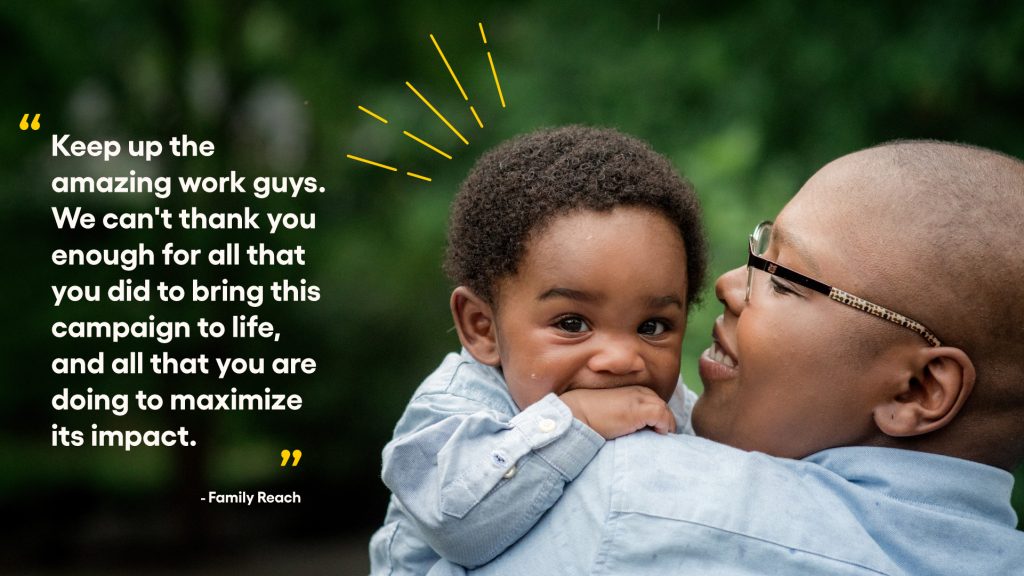 “
Keep up the
amazing work guys.
We can't thank you
enough for all that
you did to bring this
campaign to life,
and all that you are
doing to maximize
its impact.
”
- Family Reach